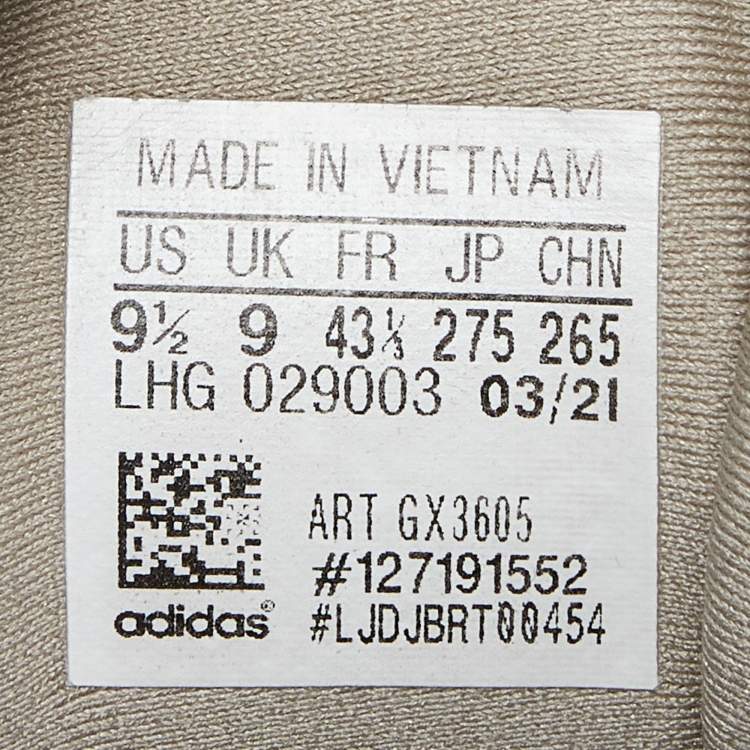 MADE IN VIETNAM
US UK FR JP CHN
9½ 9 43⅓ 275 265
LHG 029003 03/21
ART GX3605
#127191552
adidas® #LJDJBRT00454